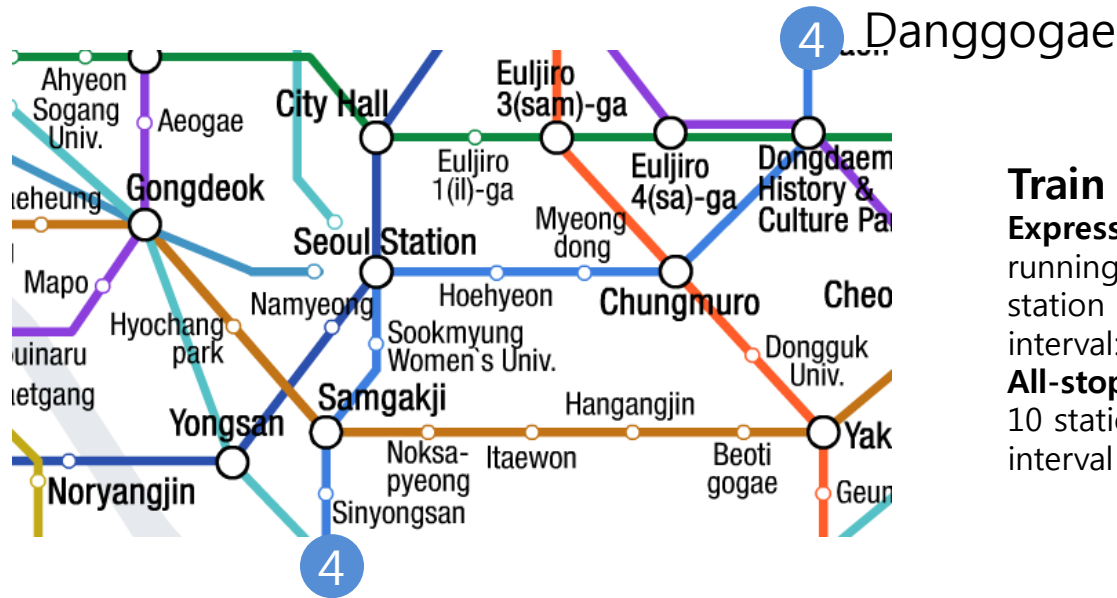 4 Danggogae
Ahyeon
Sogang
Univ.
Aeogae
City Hall
Euljiro
3(sam)-ga
Euljiro
1(il)-ga
Euljiro
4(sa)-ga
Dongdaem
History &
Culture Pa
aeheung
Gongdeok
Myeong
dong
Seoul Station
Mapo
Namyeong
Hoehyeon
Chungmuro
Cheo
Hyochang
park
Sookmyung
Women`s Univ.
Dongguk
Univ.
uinaru
aetgang
Samgakji
Hangangjin
Yongsan
Noksa-
pyeong
Itaewon
Beoti
gogae
Yak
Noryangjin
Sinyongsan
Geun
4
Train
Express
running
station
interval:
All-stop
10 static
interval